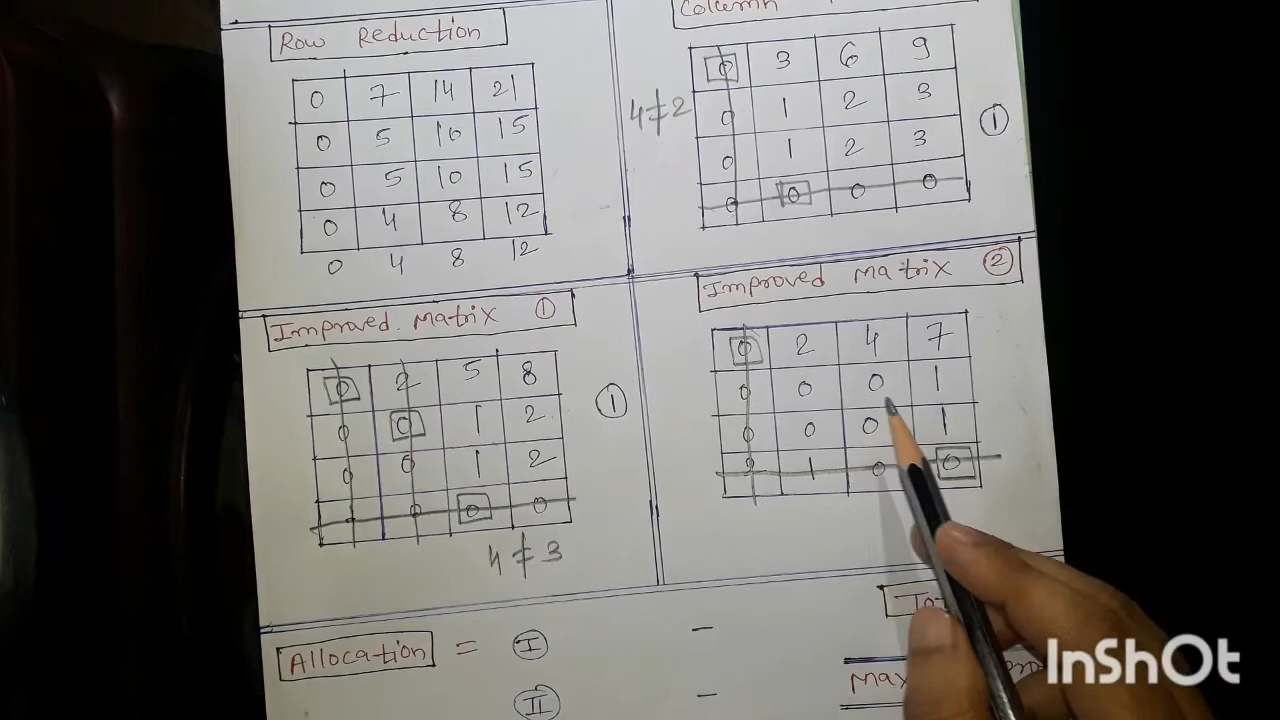 Row Reduction
0 7 14 21
0 5 10 15
0 5 10 15
0 4 8 12
0 4 8 12
Column
0 3 6 9
4≠2
0 1 2 3
0 1 2 3
0 0 0 0
①
Improved. Matrix ①
0 2 5 8
0 0 1 2
0 0 1 2
0 0 0
4 ≠ 3
①
Improved Matrix ②
0 2 4 7
0 0 0 1
0 0 0 1
2 1 0 0
Allocation = Ⅰ -
Ⅱ -
Max
InShOt